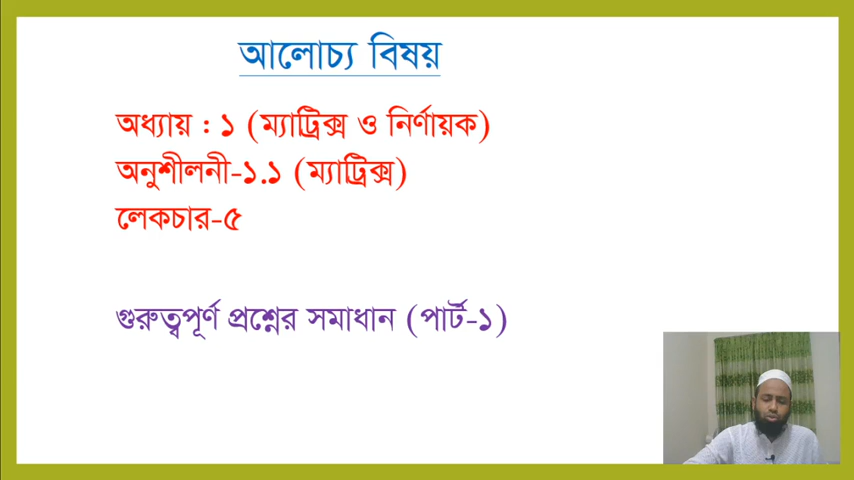 আলোচ্য বিষয়
অধ্যায় : ১ (ম্যাট্রিক্স ও নির্ণায়ক)
অনুশীলনী-১.১ (ম্যাট্রিক্স)
লেকচার-৫
গুরুত্বপূর্ণ প্রশ্নের সমাধান (পার্ট-১)